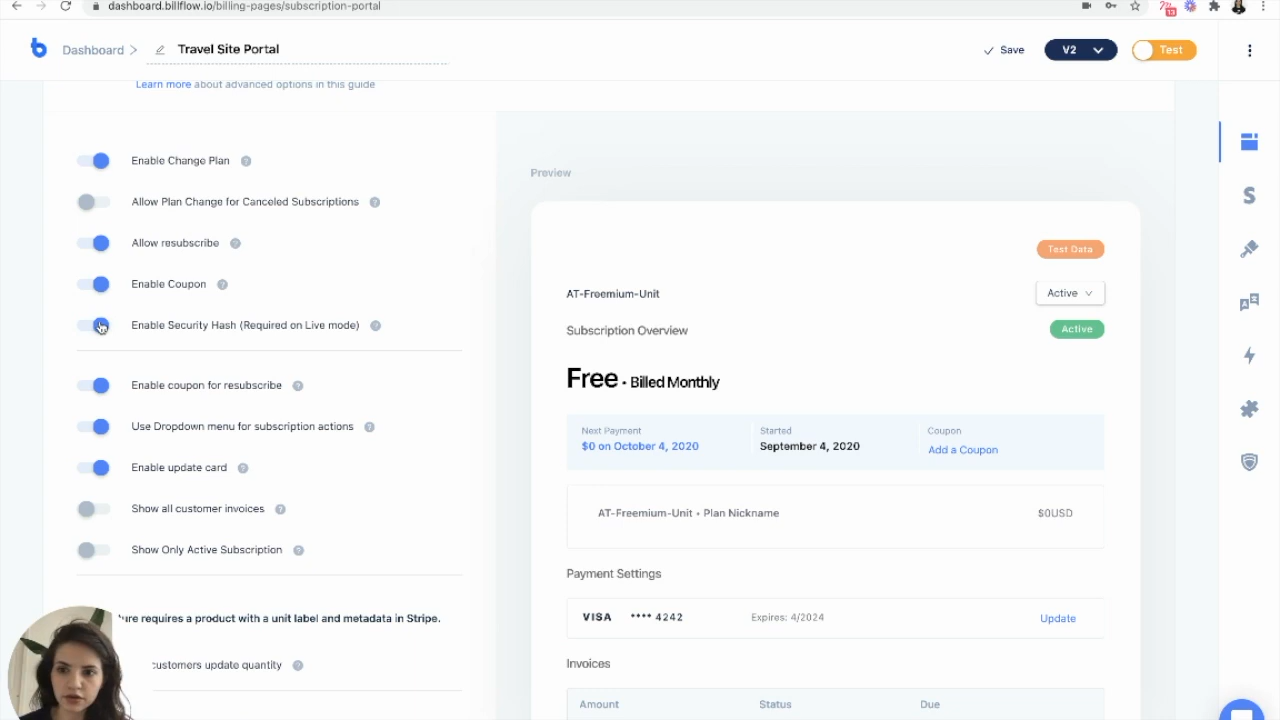 dashboard.billflow.io/billing-pages/subscription-portal
13
Dashboard
Travel Site Portal
Save
V2
Test
Learn more about advanced options in this guide
Enable Change Plan ?
Allow Plan Change for Canceled Subscriptions ?
Allow resubscribe ?
Enable Coupon ?
Enable Security Hash (Required on Live mode) ?
Enable coupon for resubscribe ?
Use Dropdown menu for subscription actions ?
Enable update card ?
Show all customer invoices ?
Show Only Active Subscription ?
ure requires a product with a unit label and metadata in Stripe.
customers update quantity ?
Preview
Test Data
AT-Freemium-Unit
Active
Subscription Overview
Active
Free • Billed Monthly
Next Payment
$0 on October 4, 2020
Started
September 4, 2020
Coupon
Add a Coupon
AT-Freemium-Unit • Plan Nickname
$0USD
Payment Settings
VISA
•••• 4242
Expires: 4/2024
Update
Invoices
Amount
Status
Due
S